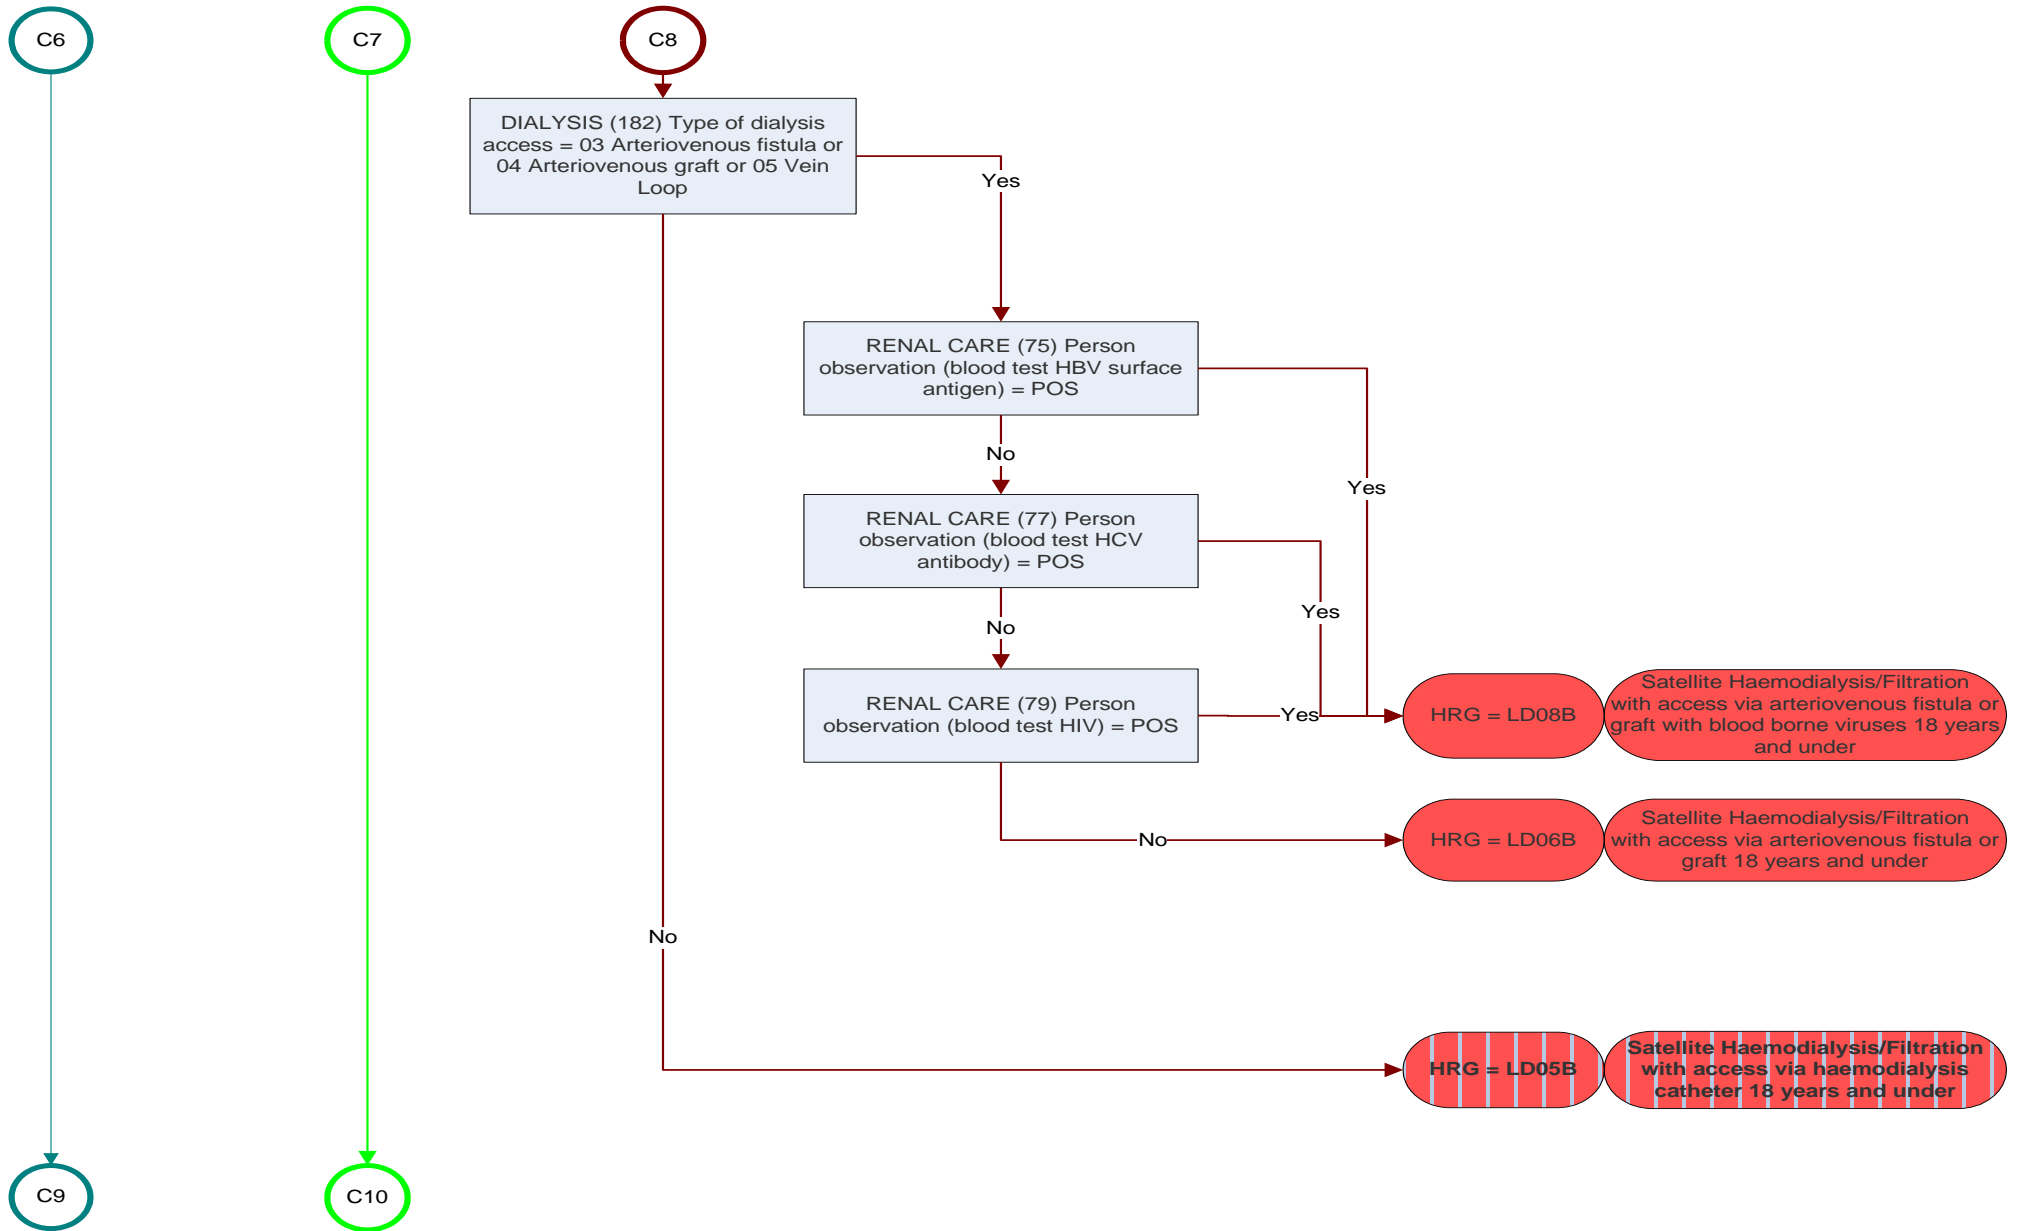 C6
C7
C8
DIALYSIS (182) Type of dialysis
access = 03 Arteriovenous fistula or
04 Arteriovenous graft or 05 Vein
Loop
Yes
RENAL CARE (75) Person
observation (blood test HBV surface
antigen) = POS
No
Yes
RENAL CARE (77) Person
observation (blood test HCV
antibody) = POS
Yes
No
RENAL CARE (79) Person
observation (blood test HIV) = POS
Yes
HRG = LD08B
Satellite Haemodialysis/Filtration
with access via arteriovenous fistula or
graft with blood borne viruses 18 years
and under
No
HRG = LD06B
Satellite Haemodialysis/Filtration
with access via arteriovenous fistula or
graft 18 years and under
No
HRG = LD05B
Satellite Haemodialysis/Filtration
with access via haemodialysis
catheter 18 years and under
C9
C10